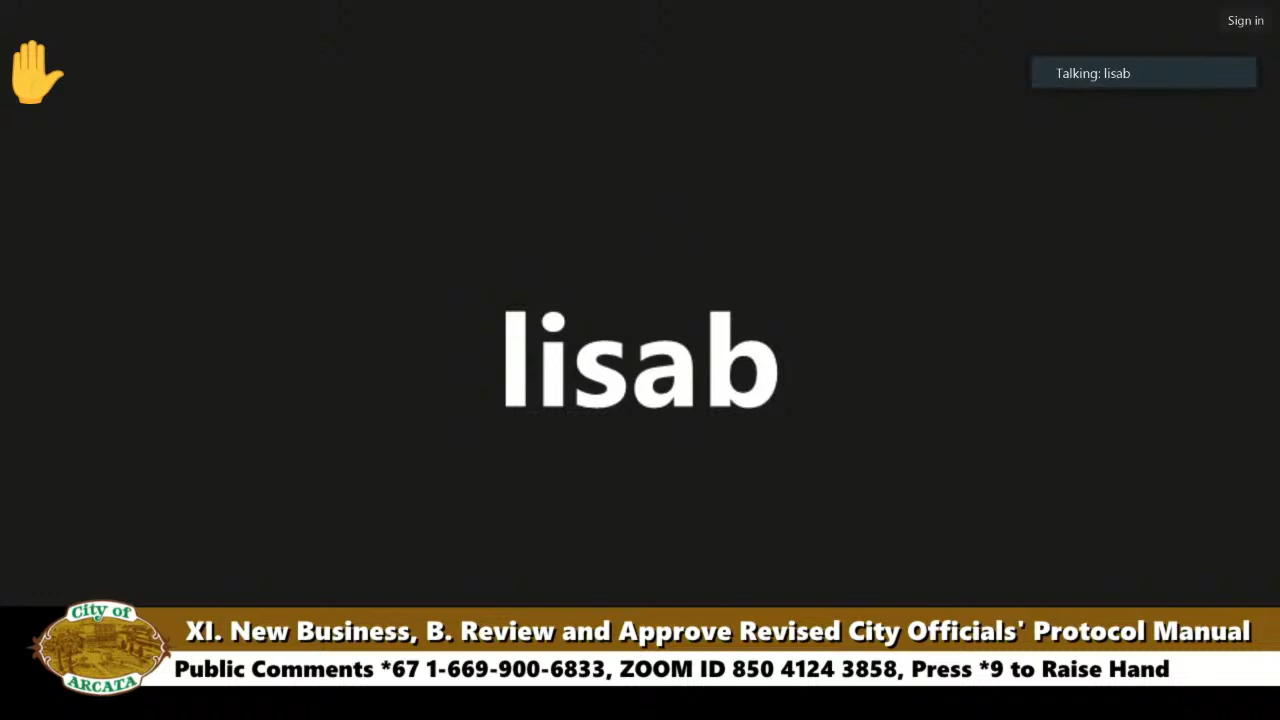 Sign in
Talking: lisab
lisab
City of
ARCATA
XI. New Business, B. Review and Approve Revised City Officials' Protocol Manual
Public Comments *67 1-669-900-6833, ZOOM ID 850 4124 3858, Press *9 to Raise Hand